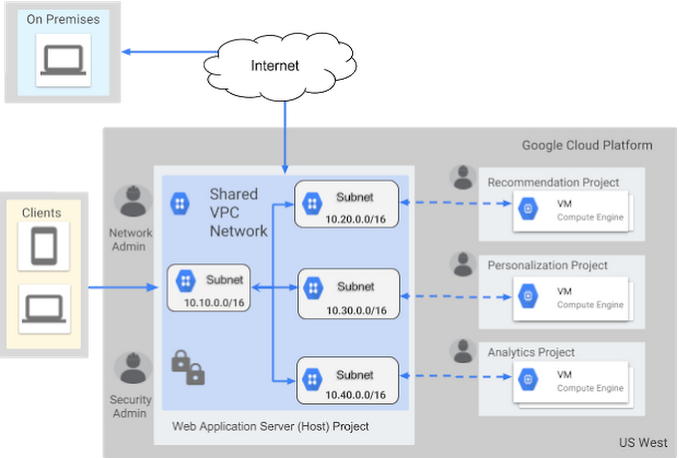 On Premises
Internet
Google Cloud Platform
Clients
Network
Admin
Security
Admin
Shared
VPC
Network
Subnet
10.10.0.0/16
Subnet
10.20.0.0/16
Subnet
10.30.0.0/16
Subnet
10.40.0.0/16
Web Application Server (Host) Project
Recommendation Project
VM
Compute Engine
Personalization Project
VM
Compute Engine
Analytics Project
VM
Compute Engine
US West